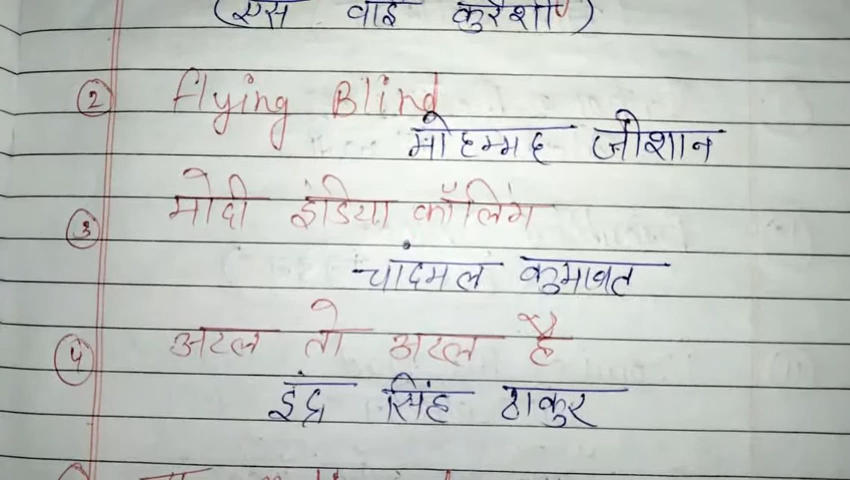 (एस वाई कुरैशी)
② Flying Blind
मोहम्मद जीशान
③ मोदी इंडिया कॉलिंग
चांदमल कुमावत
④ अटल तो अटल है
इंद्र सिंह ठाकुर